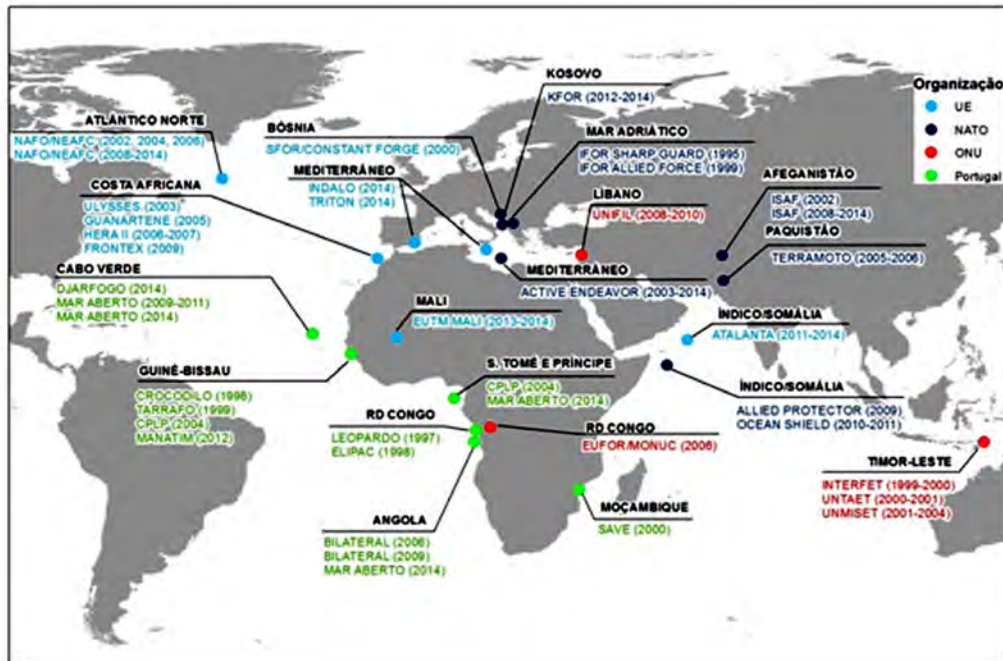 Organização
UE
NATO
ONU
Portugal
KOSOVO
KFOR (2012-2014)
ATLÂNTICO NORTE
NAFO/NEAFC (2002, 2004, 2006)
NAFO/NEAFC (2008-2014)
BÓSNIA
SFOR/CONSTANT FORGE (2000)
MAR ADRIÁTICO
IFOR SHARP GUARD (1995)
IFOR ALLIED FORCE (1999)
MEDITERRÂNEO
INDALO (2014)
TRITON (2014)
COSTA AFRICANA
ULYSSES (2003)
GUANARTENE (2005)
HERA II (2006-2007)
FRONTEX (2009)
LÍBANO
UNIFIL (2008-2010)
AFEGANISTÃO
ISAF (2002)
ISAF (2008-2014)
PAQUISTÃO
TERRAMOTO (2005-2006)
MEDITERRÂNEO
ACTIVE ENDEAVOR (2003-2014)
CABO VERDE
DJARFOGO (2014)
MAR ABERTO (2009-2011)
MAR ABERTO (2014)
MALI
EUTM MALI (2013-2014)
ÍNDICO/SOMÁLIA
ATALANTA (2011-2014)
GUINÉ-BISSAU
CROCODILO (1998)
TARRAFO (1999)
CPLP (2004)
MANATIM (2012)
S. TOMÉ E PRÍNCIPE
CPLP (2004)
MAR ABERTO (2014)
ÍNDICO/SOMÁLIA
ALLIED PROTECTOR (2009)
OCEAN SHIELD (2010-2011)
RD CONGO
LEOPARDO (1997)
ELIPAC (1998)
RD CONGO
EUFOR/MONUC (2006)
TIMOR-LESTE
INTERFET (1999-2000)
UNTAET (2000-2001)
UNMISET (2001-2004)
MOÇAMBIQUE
SAVE (2000)
ANGOLA
BILATERAL (2006)
BILATERAL (2009)
MAR ABERTO (2014)